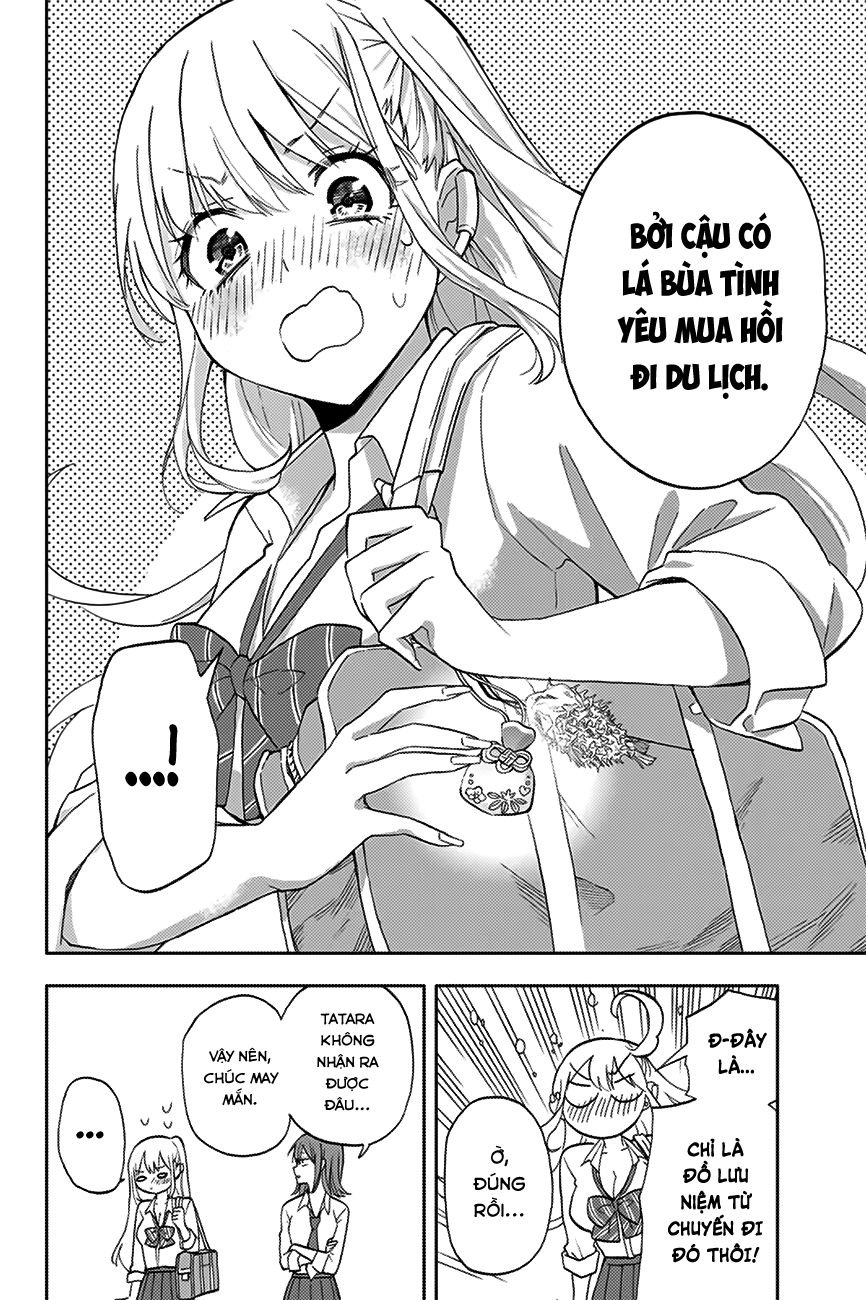 BỞI CẬU CÓ
LÁ BÙA TÌNH
YÊU MUA HỒI
ĐI DU LỊCH.
....!
Đ-ĐÂY
LÀ...
CHỈ LÀ
ĐỒ LƯU
NIỆM TỪ
CHUYẾN ĐI
ĐÓ THÔI!
Ờ,
ĐÚNG
RỒI...
TATARA
KHÔNG
NHẬN RA
ĐƯỢC
ĐÂU...
VẬY NÊN,
CHÚC MAY
MẮN.
...